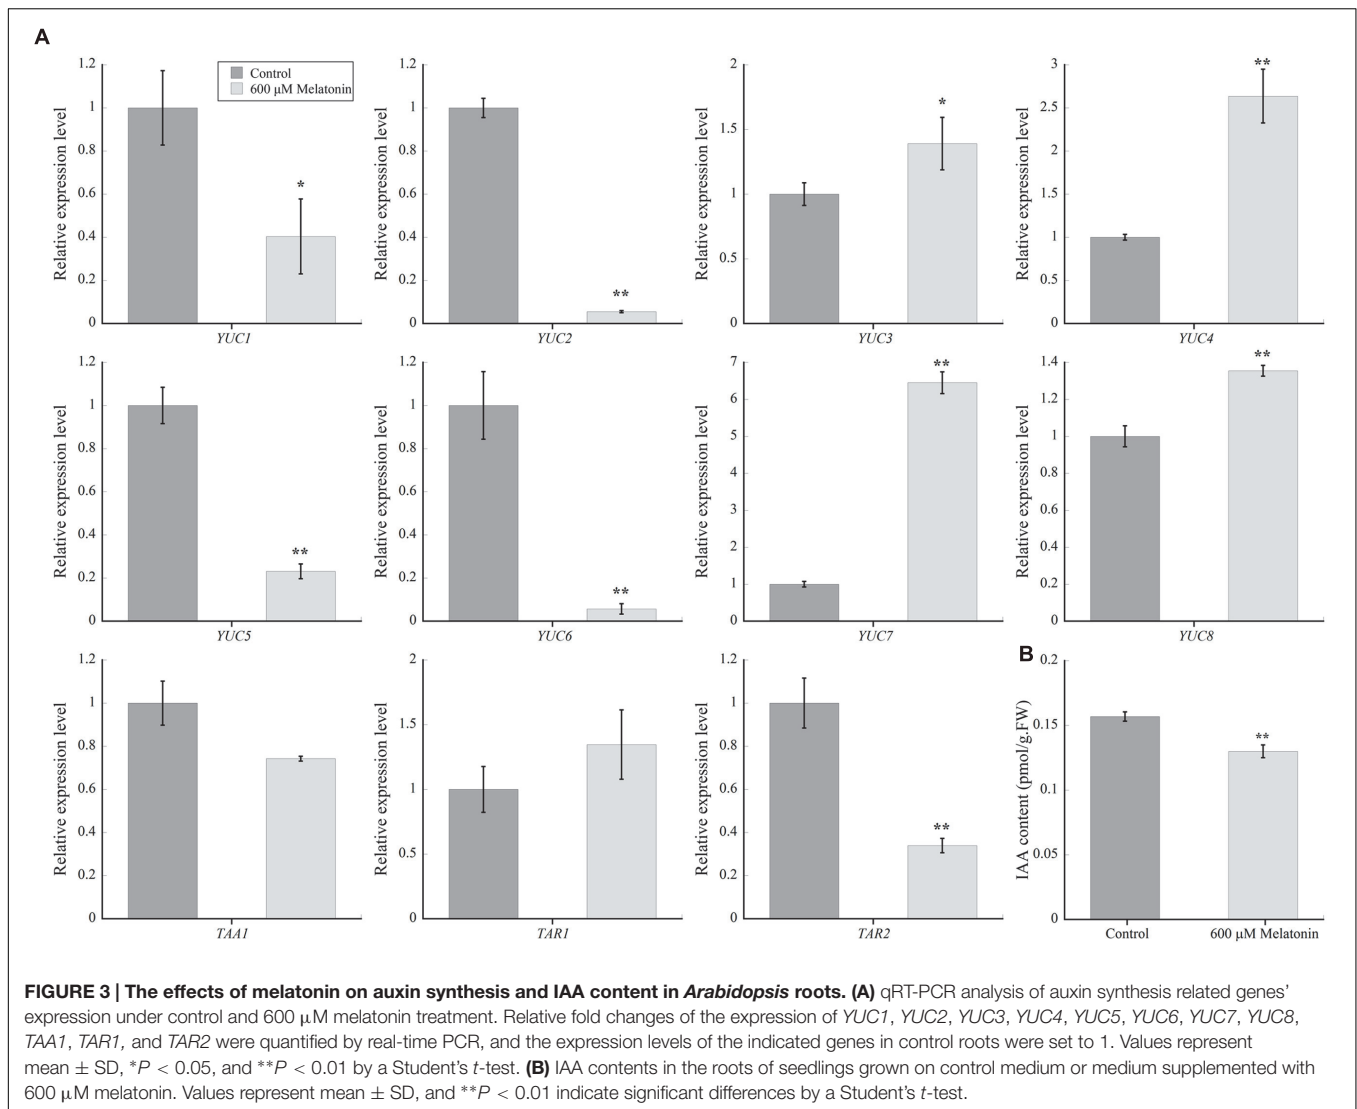 A
1.2
1
0.8
0.6
0.4
0.2
0
Relative expression level
Control
600 μM Melatonin
*
YUC1
1.2
1
0.8
0.6
0.4
0.2
0
Relative expression level
**
YUC2
2
1.5
1
0.5
0
Relative expression level
*
YUC3
3
2.5
2
1.5
1
0.5
0
Relative expression level
**
YUC4
1.2
1
0.8
0.6
0.4
0.2
0
Relative expression level
**
YUC5
1.2
1
0.8
0.6
0.4
0.2
0
Relative expression level
**
YUC6
7
6
5
4
3
2
1
0
Relative expression level
**
YUC7
1.4
1.2
1
0.8
0.6
0.4
0.2
0
Relative expression level
**
YUC8
1.2
1
0.8
0.6
0.4
0.2
0
Relative expression level
TAA1
2
1.5
1
0.5
0
Relative expression level
TAR1
1.2
1
0.8
0.6
0.4
0.2
0
Relative expression level
**
TAR2
B
0.2
0.15
0.1
0.05
0
IAA content (pmol/g.FW)
**
Control
600 μM Melatonin
FIGURE 3 | The effects of melatonin on auxin synthesis and IAA content in Arabidopsis roots. (A) qRT-PCR analysis of auxin synthesis related genes’
expression under control and 600 μM melatonin treatment. Relative fold changes of the expression of YUC1, YUC2, YUC3, YUC4, YUC5, YUC6, YUC7, YUC8,
TAA1, TAR1, and TAR2 were quantified by real-time PCR, and the expression levels of the indicated genes in control roots were set to 1. Values represent
mean ± SD, *P < 0.05, and **P < 0.01 by a Student’s t-test. (B) IAA contents in the roots of seedlings grown on control medium or medium supplemented with
600 μM melatonin. Values represent mean ± SD, and **P < 0.01 indicate significant differences by a Student’s t-test.